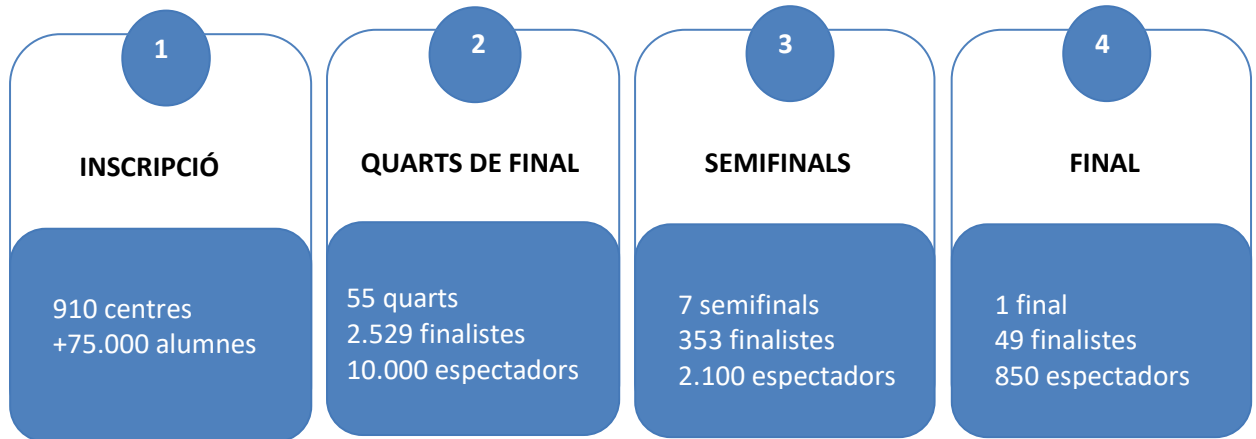 1
INSCRIPCIÓ
910 centres
+75.000 alumnes
2
QUARTS DE FINAL
55 quarts
2.529 finalistes
10.000 espectadors
3
SEMIFINALS
7 semifinals
353 finalistes
2.100 espectadors
4
FINAL
1 final
49 finalistes
850 espectadors